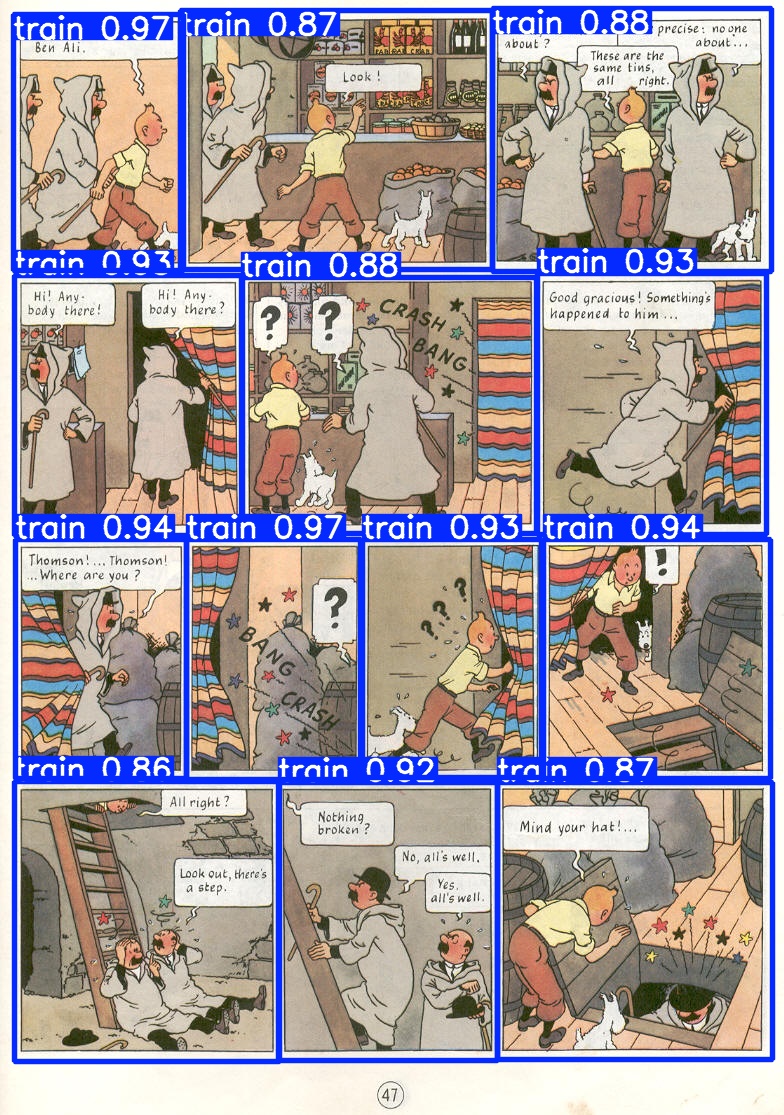 train 0.97
Ben Ali.
train 0.87
Look!
train 0.88
about?
These are the
same tins,
all right.
precise: no one
about...
train 0.93
Hi! Any-
body there!
Hi! Any-
body there?
train 0.88
?
?
CRASH
BANG
train 0.93
Good gracious! Something's
happened to him...
train 0.94
Thomson!... Thomson!
...Where are you?
train 0.97
?
BANG
CRASH
train 0.93
? ? ?
train 0.94
!
train 0.86
All right?
Look out, there's
a step.
train 0.92
Nothing
broken?
No, all's well.
Yes,
all's well.
train 0.87
Mind your hat!...
47